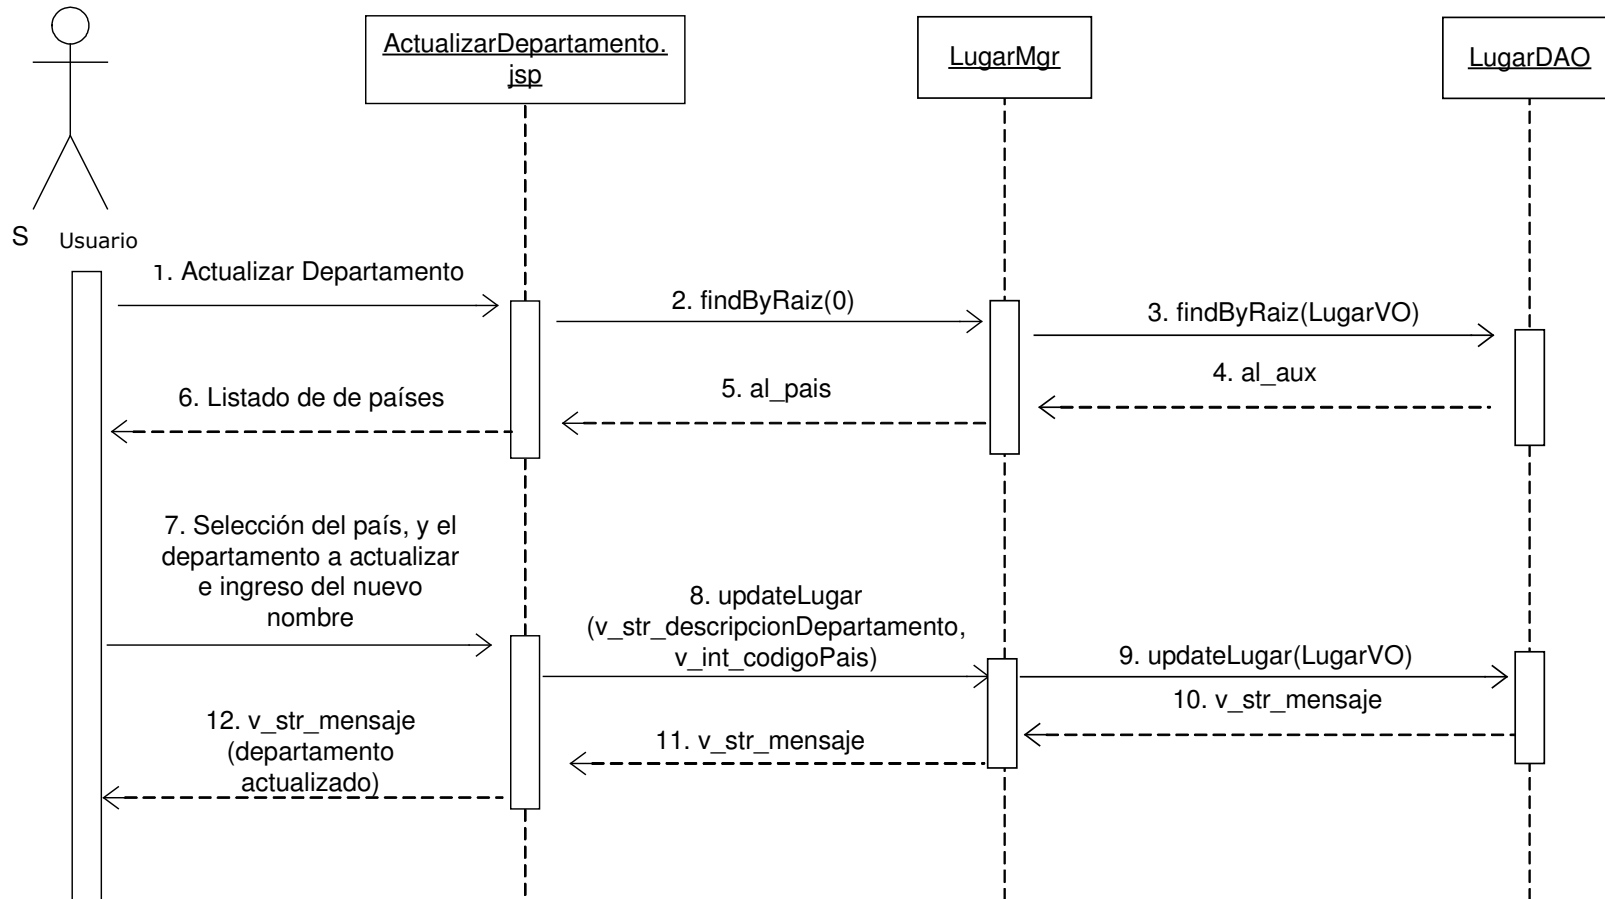 ActualizarDepartamento.
jsp
LugarMgr
LugarDAO
S
Usuario
1. Actualizar Departamento
2. findByRaiz(0)
3. findByRaiz(LugarVO)
4. al_aux
5. al_pais
6. Listado de de países
7. Selección del país, y el
departamento a actualizar
e ingreso del nuevo
nombre
8. updateLugar
(v_str_descripcionDepartamento,
v_int_codigoPais)
9. updateLugar(LugarVO)
10. v_str_mensaje
11. v_str_mensaje
12. v_str_mensaje
(departamento
actualizado)